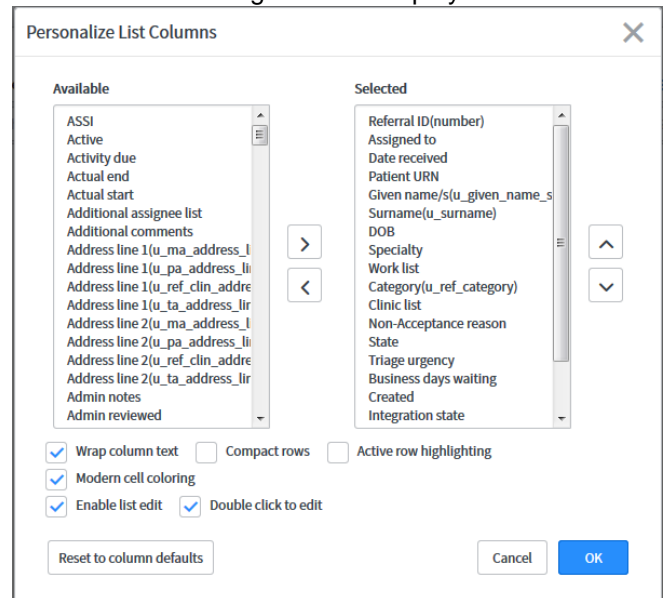 Personalize List Columns
Available
ASSI
Active
Activity due
Actual end
Actual start
Additional assignee list
Additional comments
Address line 1(u_ma_address_l
Address line 1(u_pa_address_li
Address line 1(u_ref_clin_addre
Address line 1(u_ta_address_lir
Address line 2(u_ma_address_l
Address line 2(u_pa_address_li
Address line 2(u_ref_clin_addre
Address line 2(u_ta_address_lir
Admin notes
Admin reviewed
Selected
Referral ID(number)
Assigned to
Date received
Patient URN
Given name/s(u_given_name_s
Surname(u_surname)
DOB
Specialty
Work list
Category(u_ref_category)
Clinic list
Non-Acceptance reason
State
Triage urgency
Business days waiting
Created
Integration state
Wrap column text Compact rows Active row highlighting
Modern cell coloring
Enable list edit Double click to edit
Reset to column defaults Cancel OK